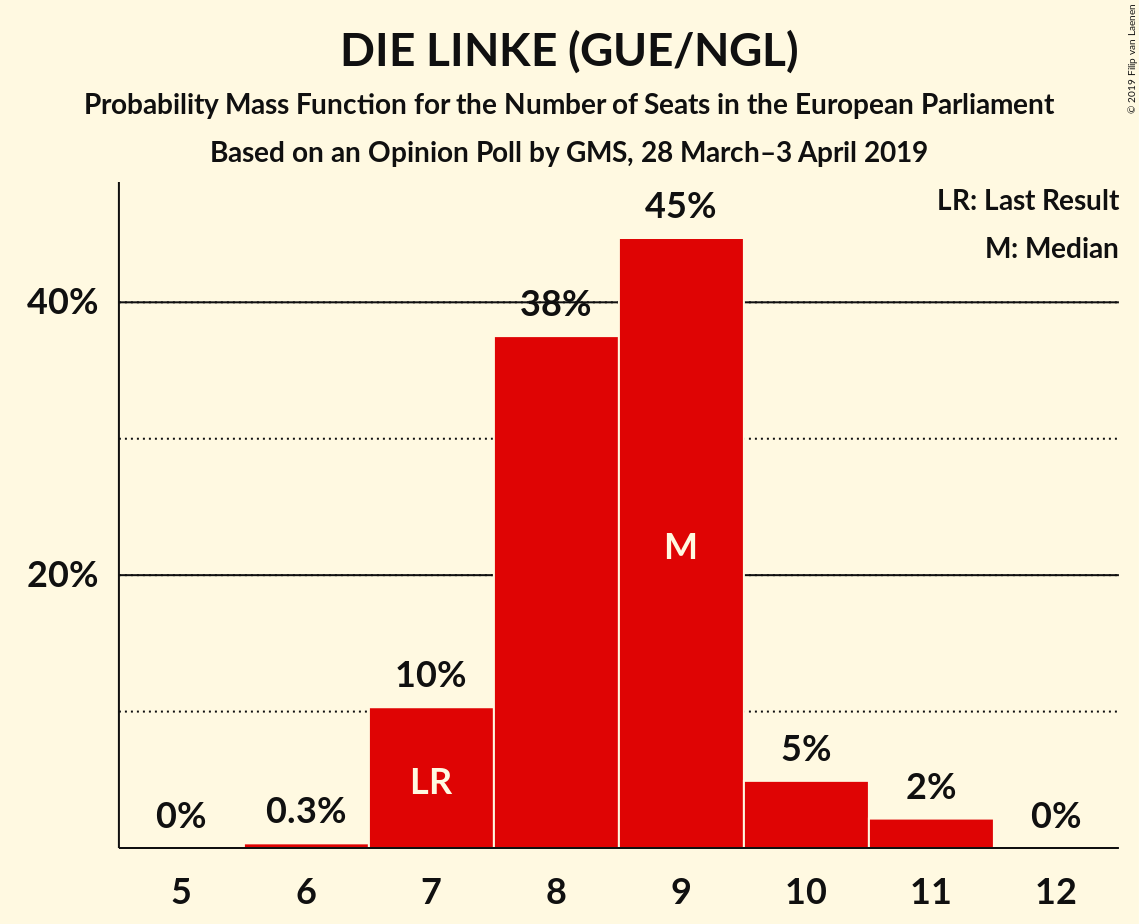 DIE LINKE (GUE/NGL)
Probability Mass Function for the Number of Seats in the European Parliament
Based on an Opinion Poll by GMS, 28 March–3 April 2019
© 2019 Filip van Laenen
LR: Last Result
M: Median
45%
40%
38%
M
20%
10%
LR
5%
2%
0%
0.3%
0%
5 6 7 8 9 10 11 12